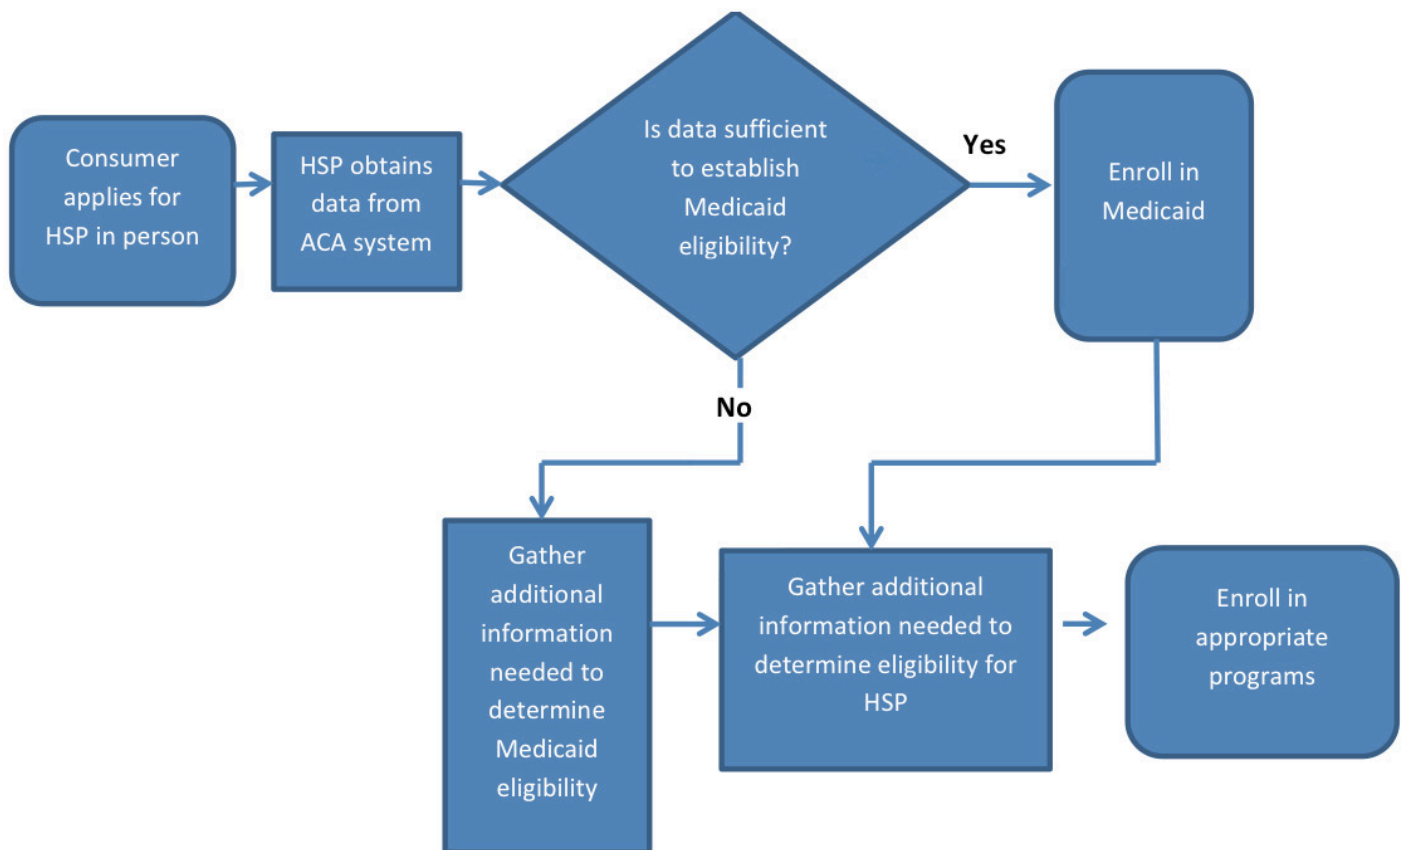 Consumer
applies for
HSP in person
HSP obtains
data from
ACA system
Is data sufficient
to establish
Medicaid
eligibility?
Yes
Enroll in
Medicaid
No
Gather
additional
information
needed to
determine
Medicaid
eligibility
Gather additional
information needed to
determine eligibility for
HSP
Enroll in
appropriate
programs